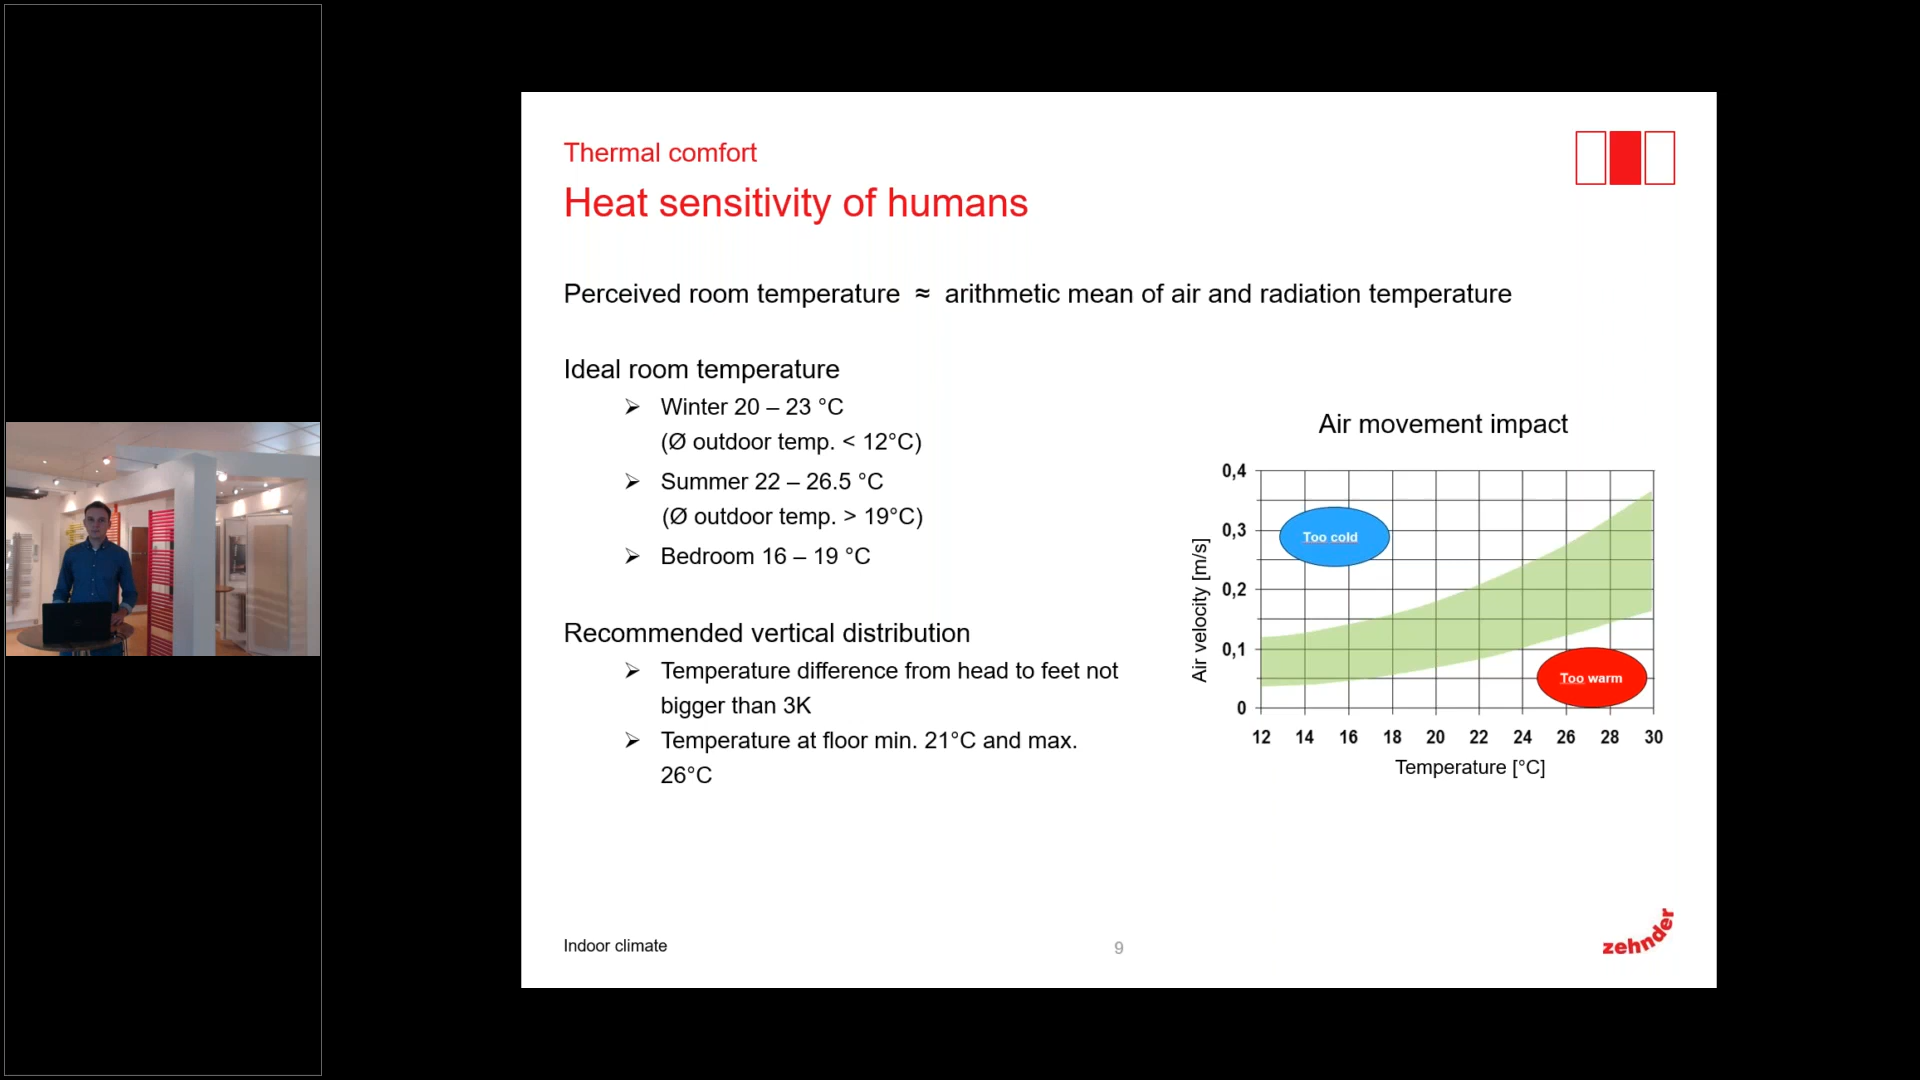 Thermal comfort
Heat sensitivity of humans
Perceived room temperature ≈ arithmetic mean of air and radiation temperature
Ideal room temperature
Winter 20 – 23 °C
(Ø outdoor temp. < 12°C)
Summer 22 – 26.5 °C
(Ø outdoor temp. > 19°C)
Bedroom 16 – 19 °C
Recommended vertical distribution
Temperature difference from head to feet not
bigger than 3K
Temperature at floor min. 21°C and max.
26°C
Air movement impact
Air velocity [m/s]
0,4
0,3
0,2
0,1
0
Too cold
Too warm
12 14 16 18 20 22 24 26 28 30
Temperature [°C]
Indoor climate
9
zehnder